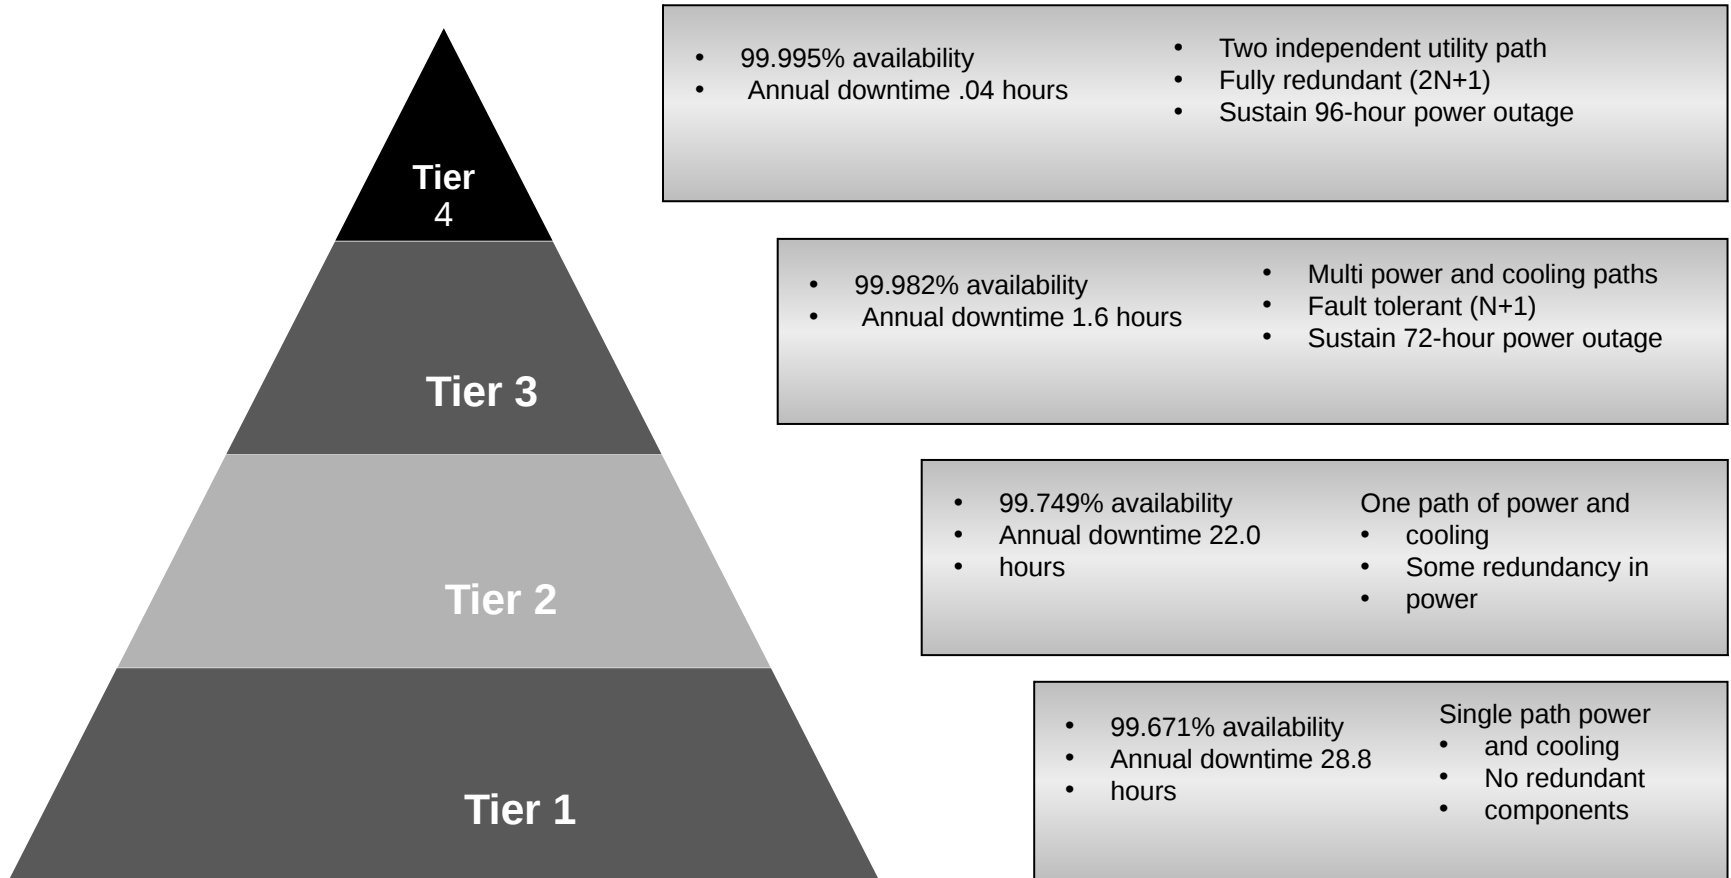 Tier
4
• 99.995% availability
• Annual downtime .04 hours
• Two independent utility path
• Fully redundant (2N+1)
• Sustain 96-hour power outage
Tier 3
• 99.982% availability
• Annual downtime 1.6 hours
• Multi power and cooling paths
• Fault tolerant (N+1)
• Sustain 72-hour power outage
Tier 2
• 99.749% availability
• Annual downtime 22.0
• hours
One path of power and
• cooling
• Some redundancy in
• power
Tier 1
• 99.671% availability
• Annual downtime 28.8
• hours
Single path power
• and cooling
• No redundant
• components